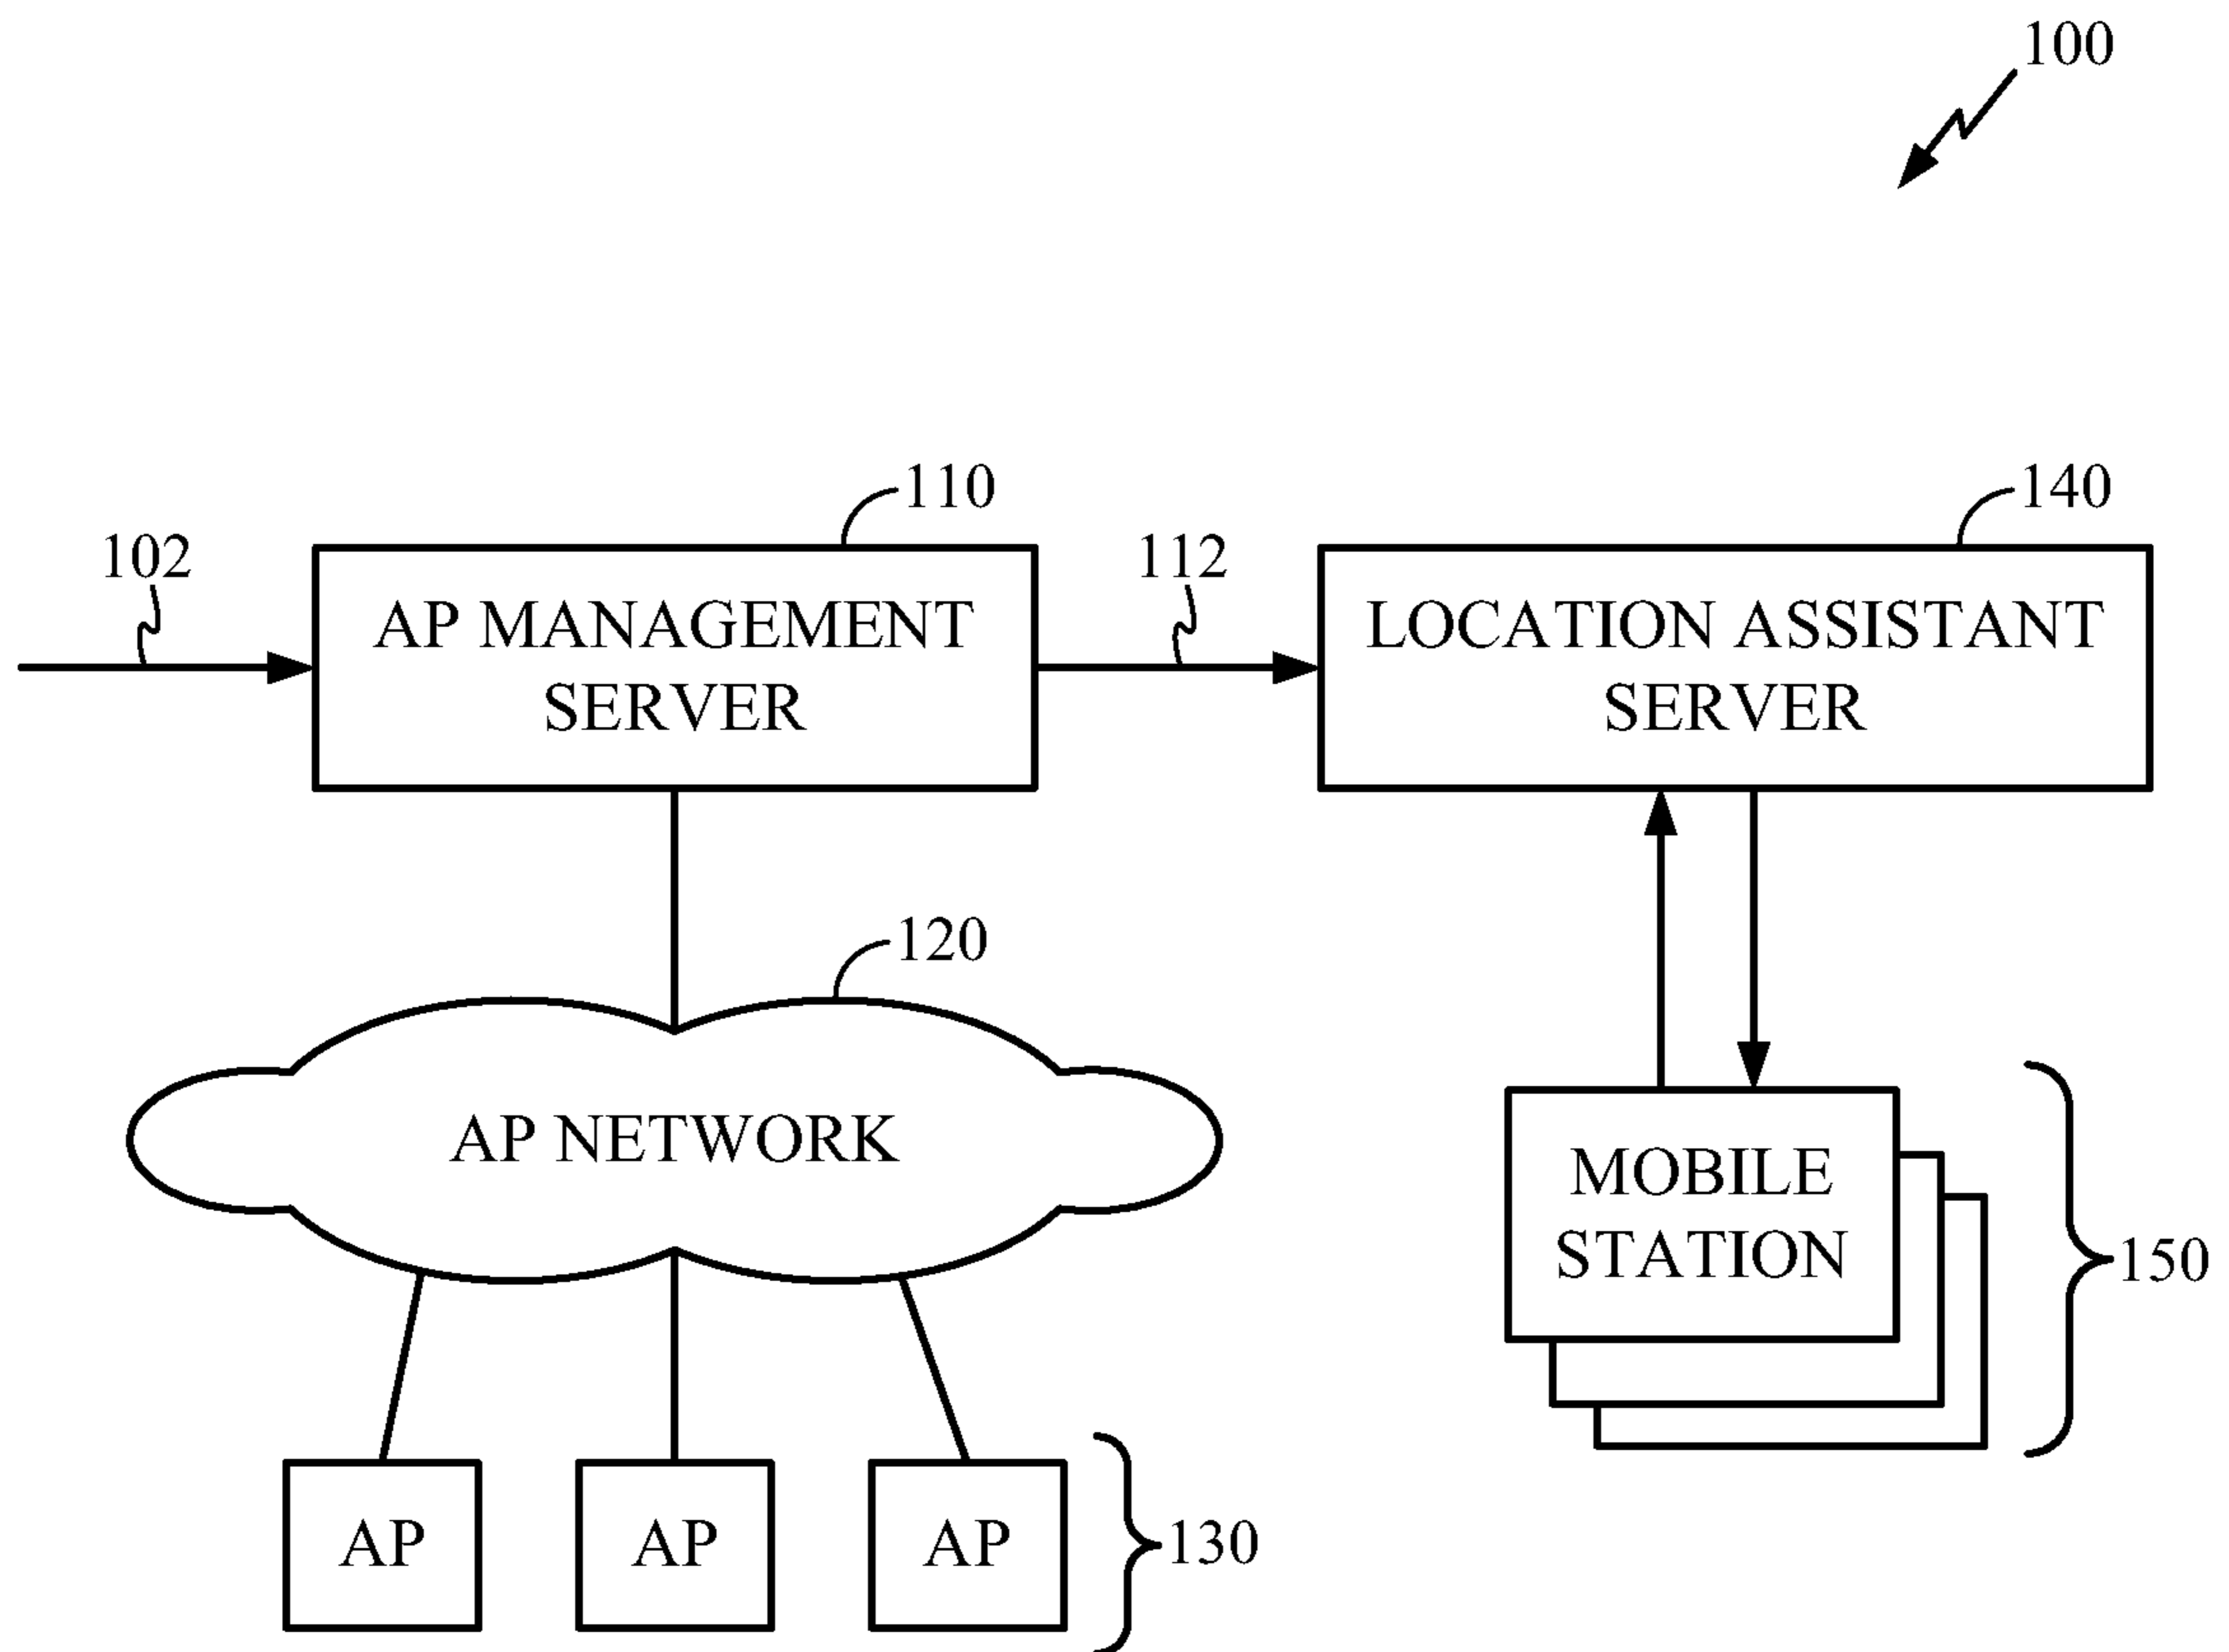 100
110
140
102
112
AP MANAGEMENT
SERVER
LOCATION ASSISTANT
SERVER
120
AP NETWORK
MOBILE
STATION
150
AP
AP
AP
130